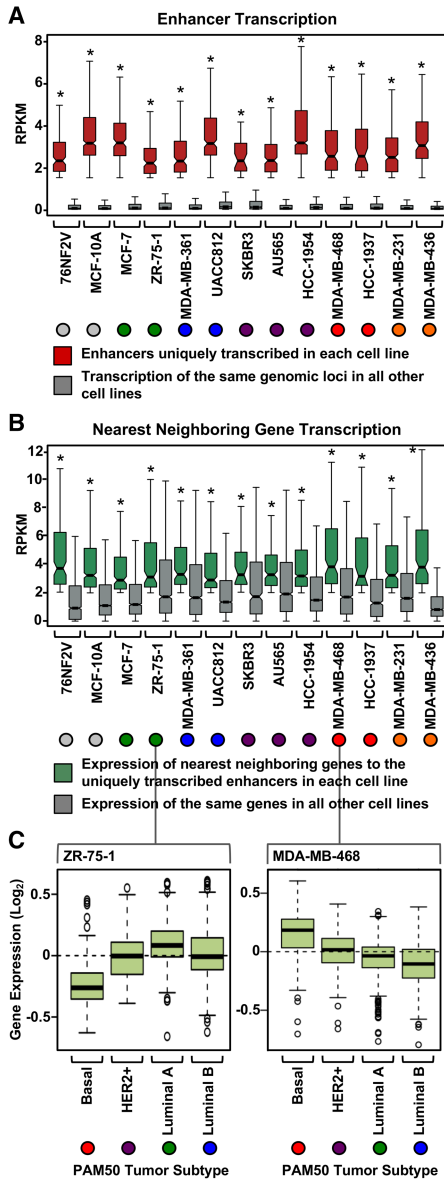 A
Enhancer Transcription
RPKM
8
6
4
2
0
* * * * * * * * * * * * *
76NF2V
MCF-10A
MCF-7
ZR-75-1
MDA-MB-361
UACC812
SKBR3
AU565
HCC-1954
MDA-MB-468
HCC-1937
MDA-MB-231
MDA-MB-436
Enhancers uniquely transcribed in each cell line
Transcription of the same genomic loci in all other
cell lines
B
Nearest Neighboring Gene Transcription
RPKM
12
10
8
6
4
2
0
* * * * * * * * * * * * *
76NF2V
MCF-10A
MCF-7
ZR-75-1
MDA-MB-361
UACC812
SKBR3
AU565
HCC-1954
MDA-MB-468
HCC-1937
MDA-MB-231
MDA-MB-436
Expression of nearest neighboring genes to the
uniquely transcribed enhancers in each cell line
Expression of the same genes in all other cell lines
C
ZR-75-1
Gene Expression (Log2)
0.5
0
-0.5
Basal
HER2+
Luminal A
Luminal B
PAM50 Tumor Subtype
MDA-MB-468
0.5
0
-0.5
Basal
HER2+
Luminal A
Luminal B
PAM50 Tumor Subtype